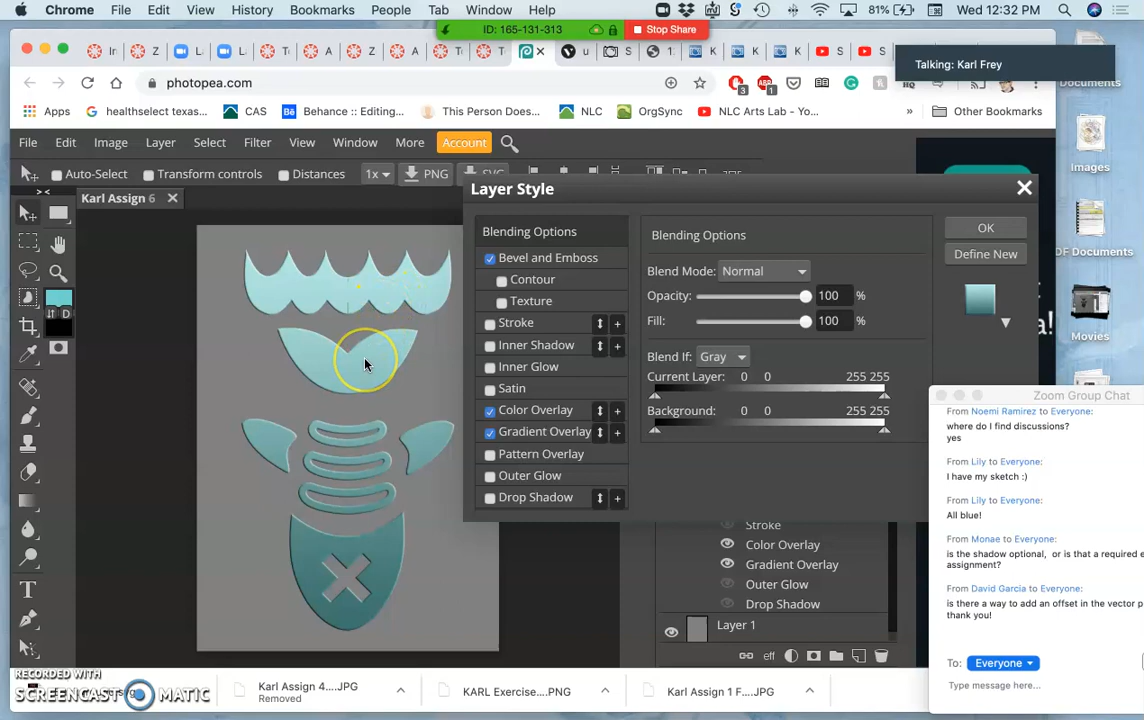 Chrome File Edit View History Bookmarks People Tab Window Help 81% Wed 12:32 PM
ID: 165-131-313 Stop Share
Talking: Karl Frey
photopea.com
Apps healthselect texas... CAS Behance :: Editing... This Person Does... NLC OrgSync NLC Arts Lab - Yo... » Other Bookmarks
File Edit Image Layer Select Filter View Window More Account
Auto-Select Transform controls Distances 1x PNG SVG
Karl Assign 6
Layer Style
Blending Options
Bevel and Emboss
Contour
Texture
Stroke
Inner Shadow
Inner Glow
Satin
Color Overlay
Gradient Overlay
Pattern Overlay
Outer Glow
Drop Shadow
Blending Options
Blend Mode: Normal
Opacity: 100 %
Fill: 100 %
Blend If: Gray
Current Layer: 0 0 255 255
Background: 0 0 255 255
OK
Define New
Stroke
Color Overlay
Gradient Overlay
Outer Glow
Drop Shadow
Layer 1
eff
Documents
Images
DF Documents
Movies
Zoom Group Chat
From Noemi Ramirez to Everyone:
where do I find discussions?
yes
From Lily to Everyone:
I have my sketch :)
From Lily to Everyone:
All blue!
From Monae to Everyone:
is the shadow optional, or is that a required e
assignment?
From David Garcia to Everyone:
is there a way to add an offset in the vector p
thank you!
To: Everyone
Type message here...
Karl Assign 4....JPG
Removed
KARL Exercise....PNG
Karl Assign 1 F....JPG
RECORDED WITH
SCREENCAST MATIC